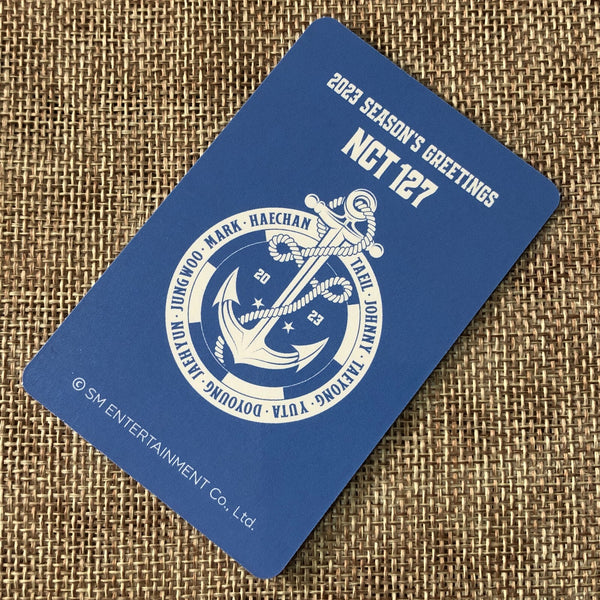 2023 SEASON'S GREETINGS
NCT 127
TAEIL · JOHNNY · TAEYONG · YUTA · DOYOUNG · JAEHYUN · JUNGWOO · MARK · HAECHAN
20
23
© SM ENTERTAINMENT Co., Ltd.